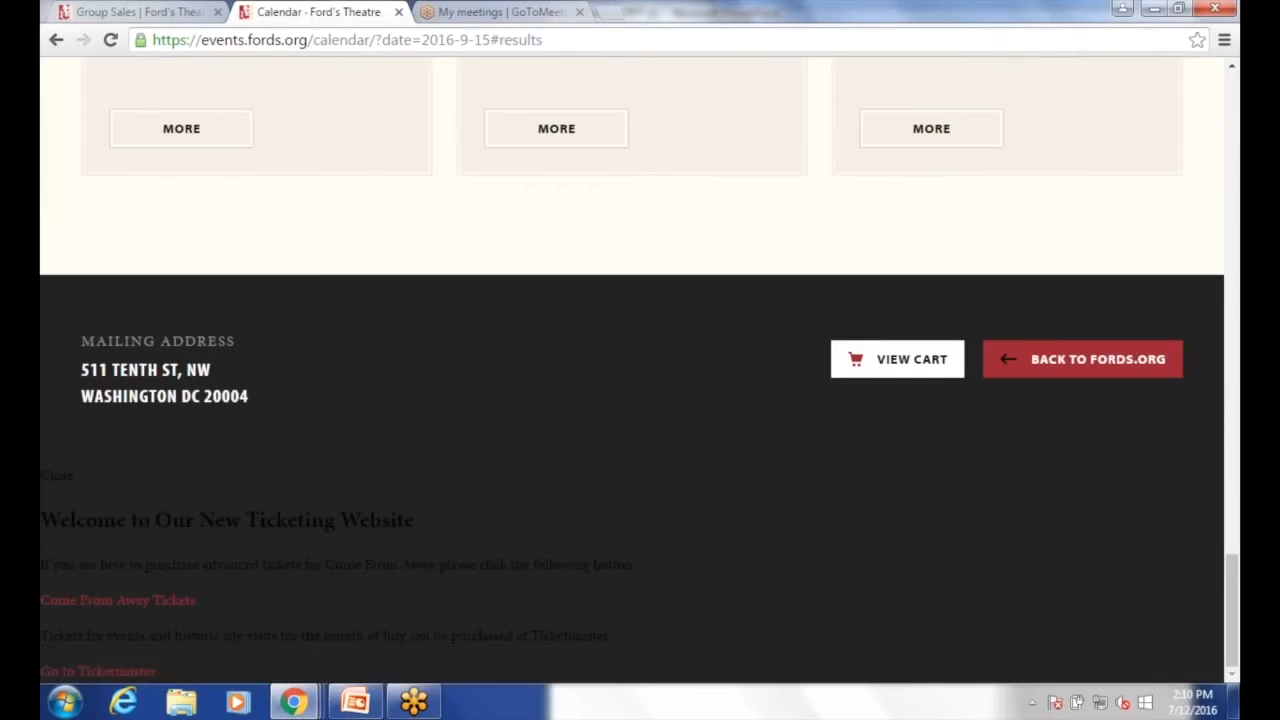 Group Sales | Ford's Thea
Calendar · Ford's Theatre
My meetings | GoToMeet
https://events.fords.org/calendar/?date=2016-9-15#results
MORE
MORE
MORE
MAILING ADDRESS
511 TENTH ST, NW
WASHINGTON DC 20004
VIEW CART
BACK TO FORDS.ORG
Close
Welcome to Our New Ticketing Website
If you are here to purchase advanced tickets for Come From Away, please click the following button.
Come From Away Tickets
Tickets for events and historic site visits for the month of July can be purchased at Ticketmaster
Go to Ticketmaster
2:10 PM
7/12/2016